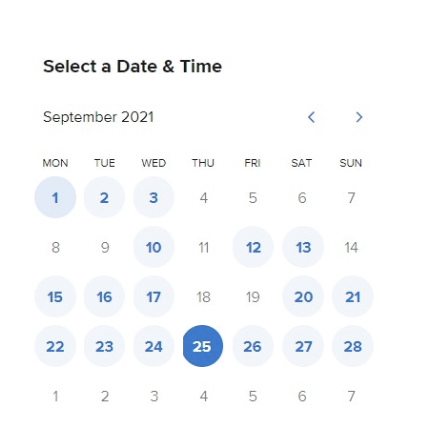 Select a Date & Time
September 2021
MON TUE WED THU FRI SAT SUN
1 2 3 4 5 6 7
8 9 10 11 12 13 14
15 16 17 18 19 20 21
22 23 24 25 26 27 28
1 2 3 4 5 6 7